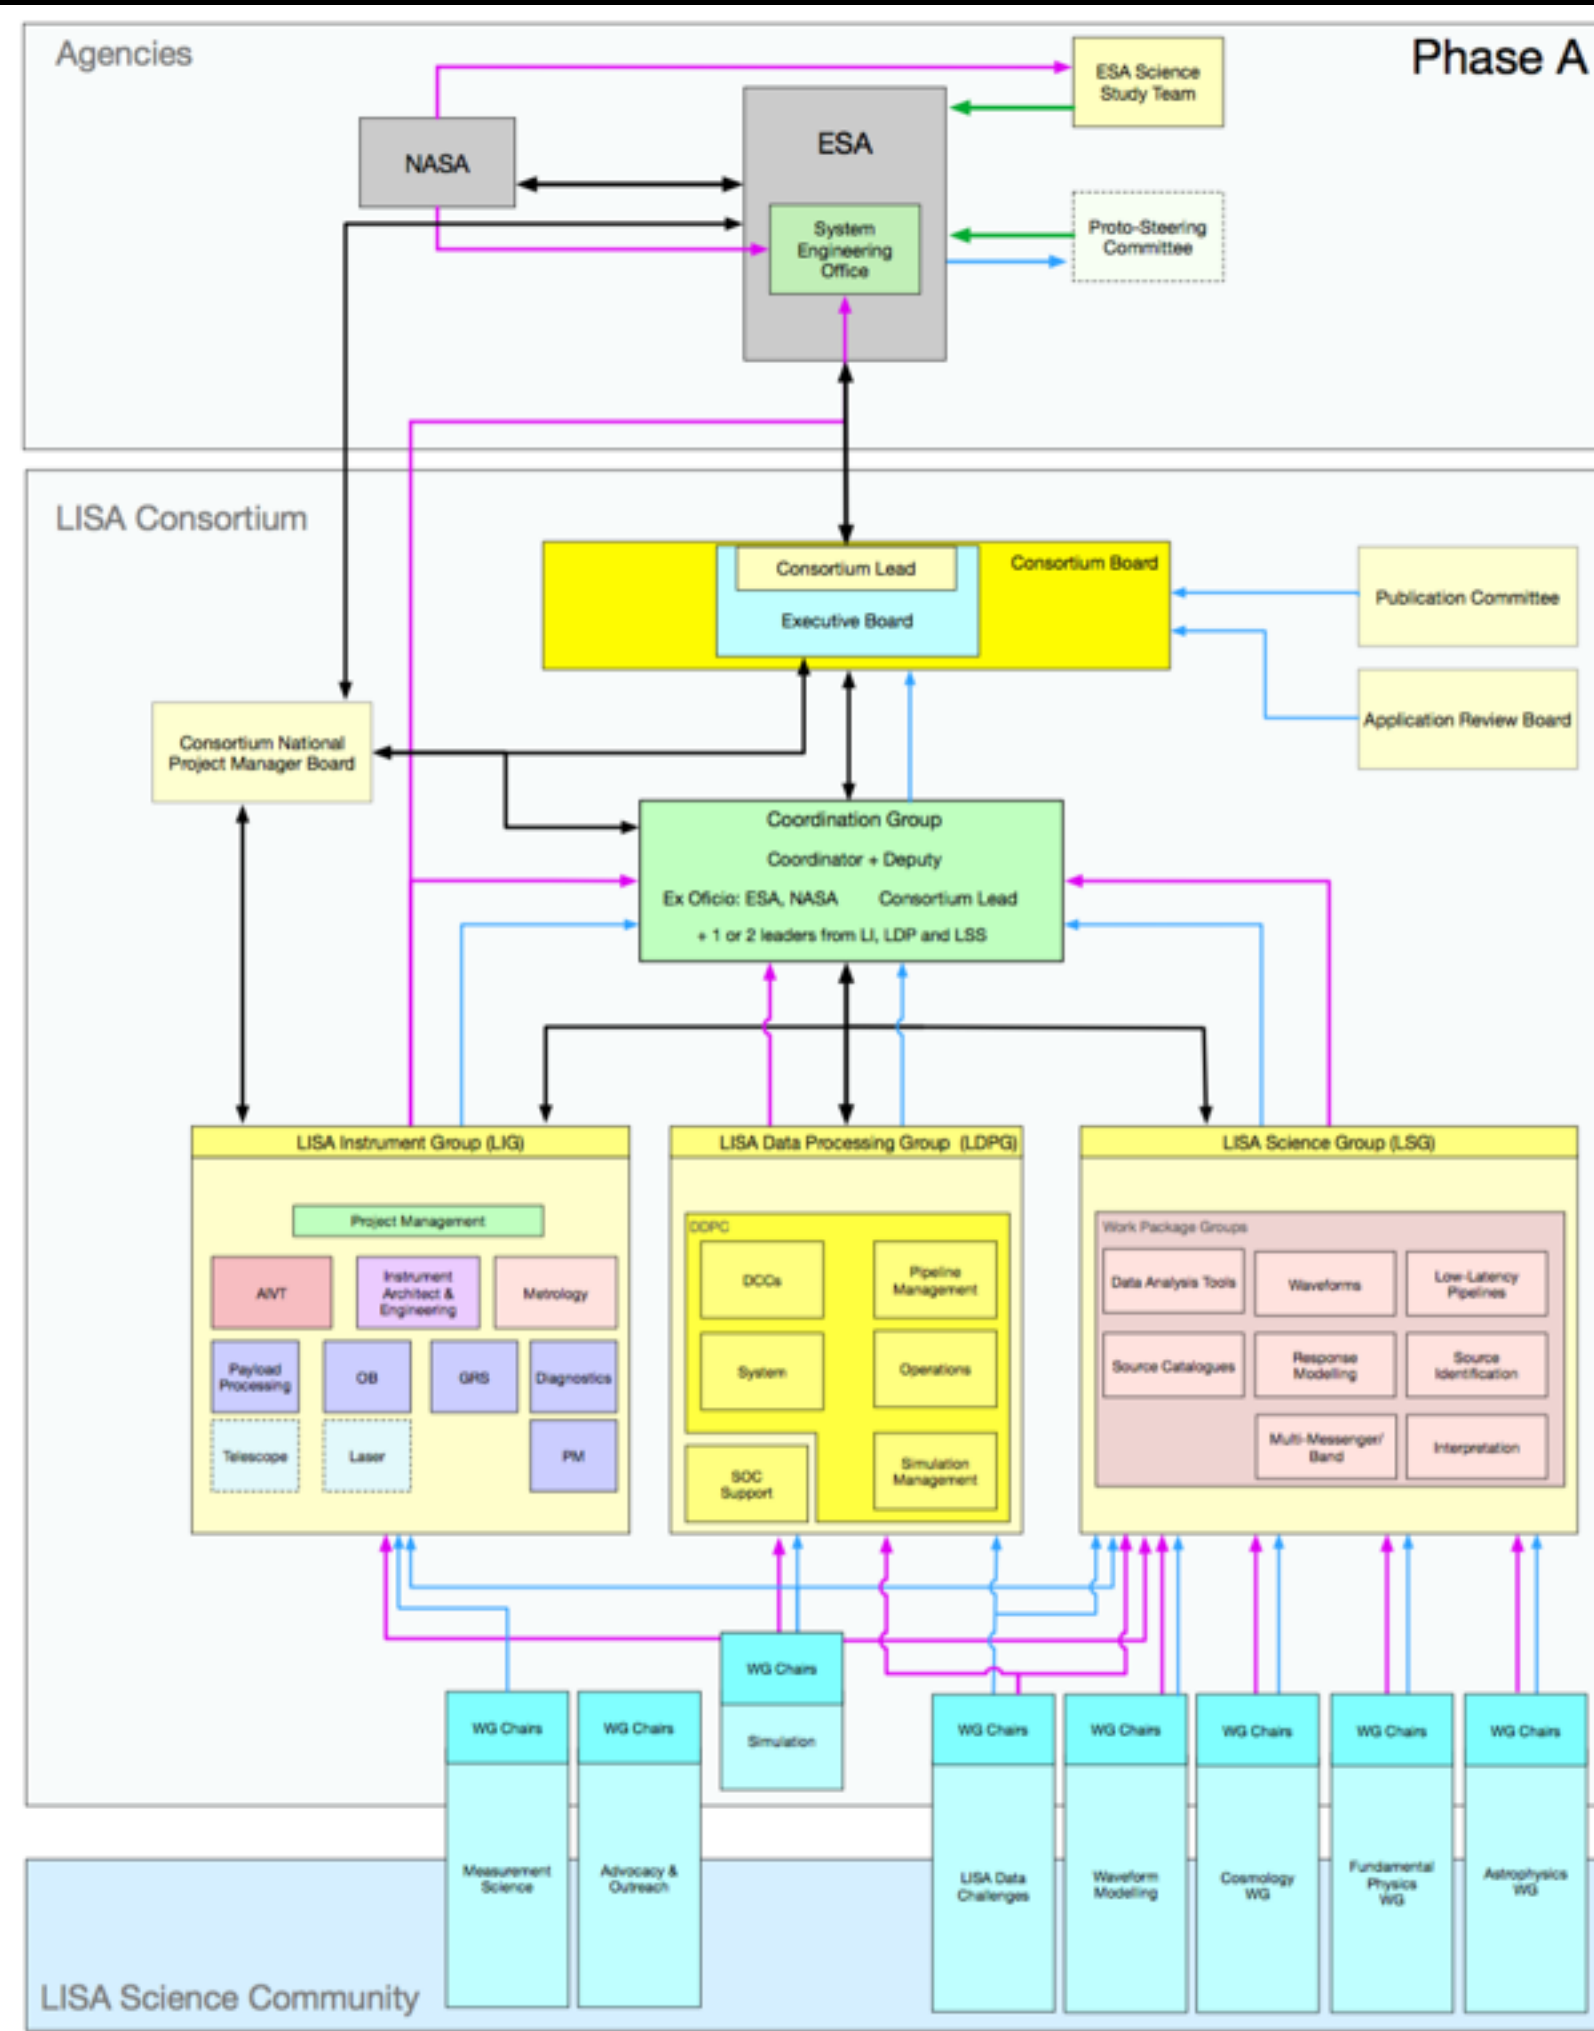 Agencies
Phase A
ESA Science
Study Team
NASA
ESA
System
Engineering
Office
Proto-Steering
Committee
LISA Consortium
Consortium Lead
Consortium Board
Executive Board
Publication Committee
Application Review Board
Consortium National
Project Manager Board
Coordination Group
Coordinator + Deputy
Ex Oficio: ESA, NASA Consortium Lead
+ 1 or 2 leaders from LI, LDP and LSS
LISA Instrument Group (LIG)
Project Management
AIVT
Instrument
Architect &
Engineering
Metrology
Payload
Processing
OB
GRS
Diagnostics
Telescope
Laser
PM
LISA Data Processing Group (LDPG)
DDPC
DCCs
Pipeline
Management
System
Operations
SOC
Support
Simulation
Management
LISA Science Group (LSG)
Work Package Groups
Data Analysis Tools
Waveforms
Low-Latency
Pipelines
Source Catalogues
Response
Modelling
Source
Identification
Multi-Messenger/
Band
Interpretation
WG Chairs
Measurement
Science
WG Chairs
Advocacy &
Outreach
WG Chairs
Simulation
WG Chairs
LISA Data
Challenges
WG Chairs
Waveform
Modelling
WG Chairs
Cosmology
WG
WG Chairs
Fundamental
Physics
WG
WG Chairs
Astrophysics
WG
LISA Science Community